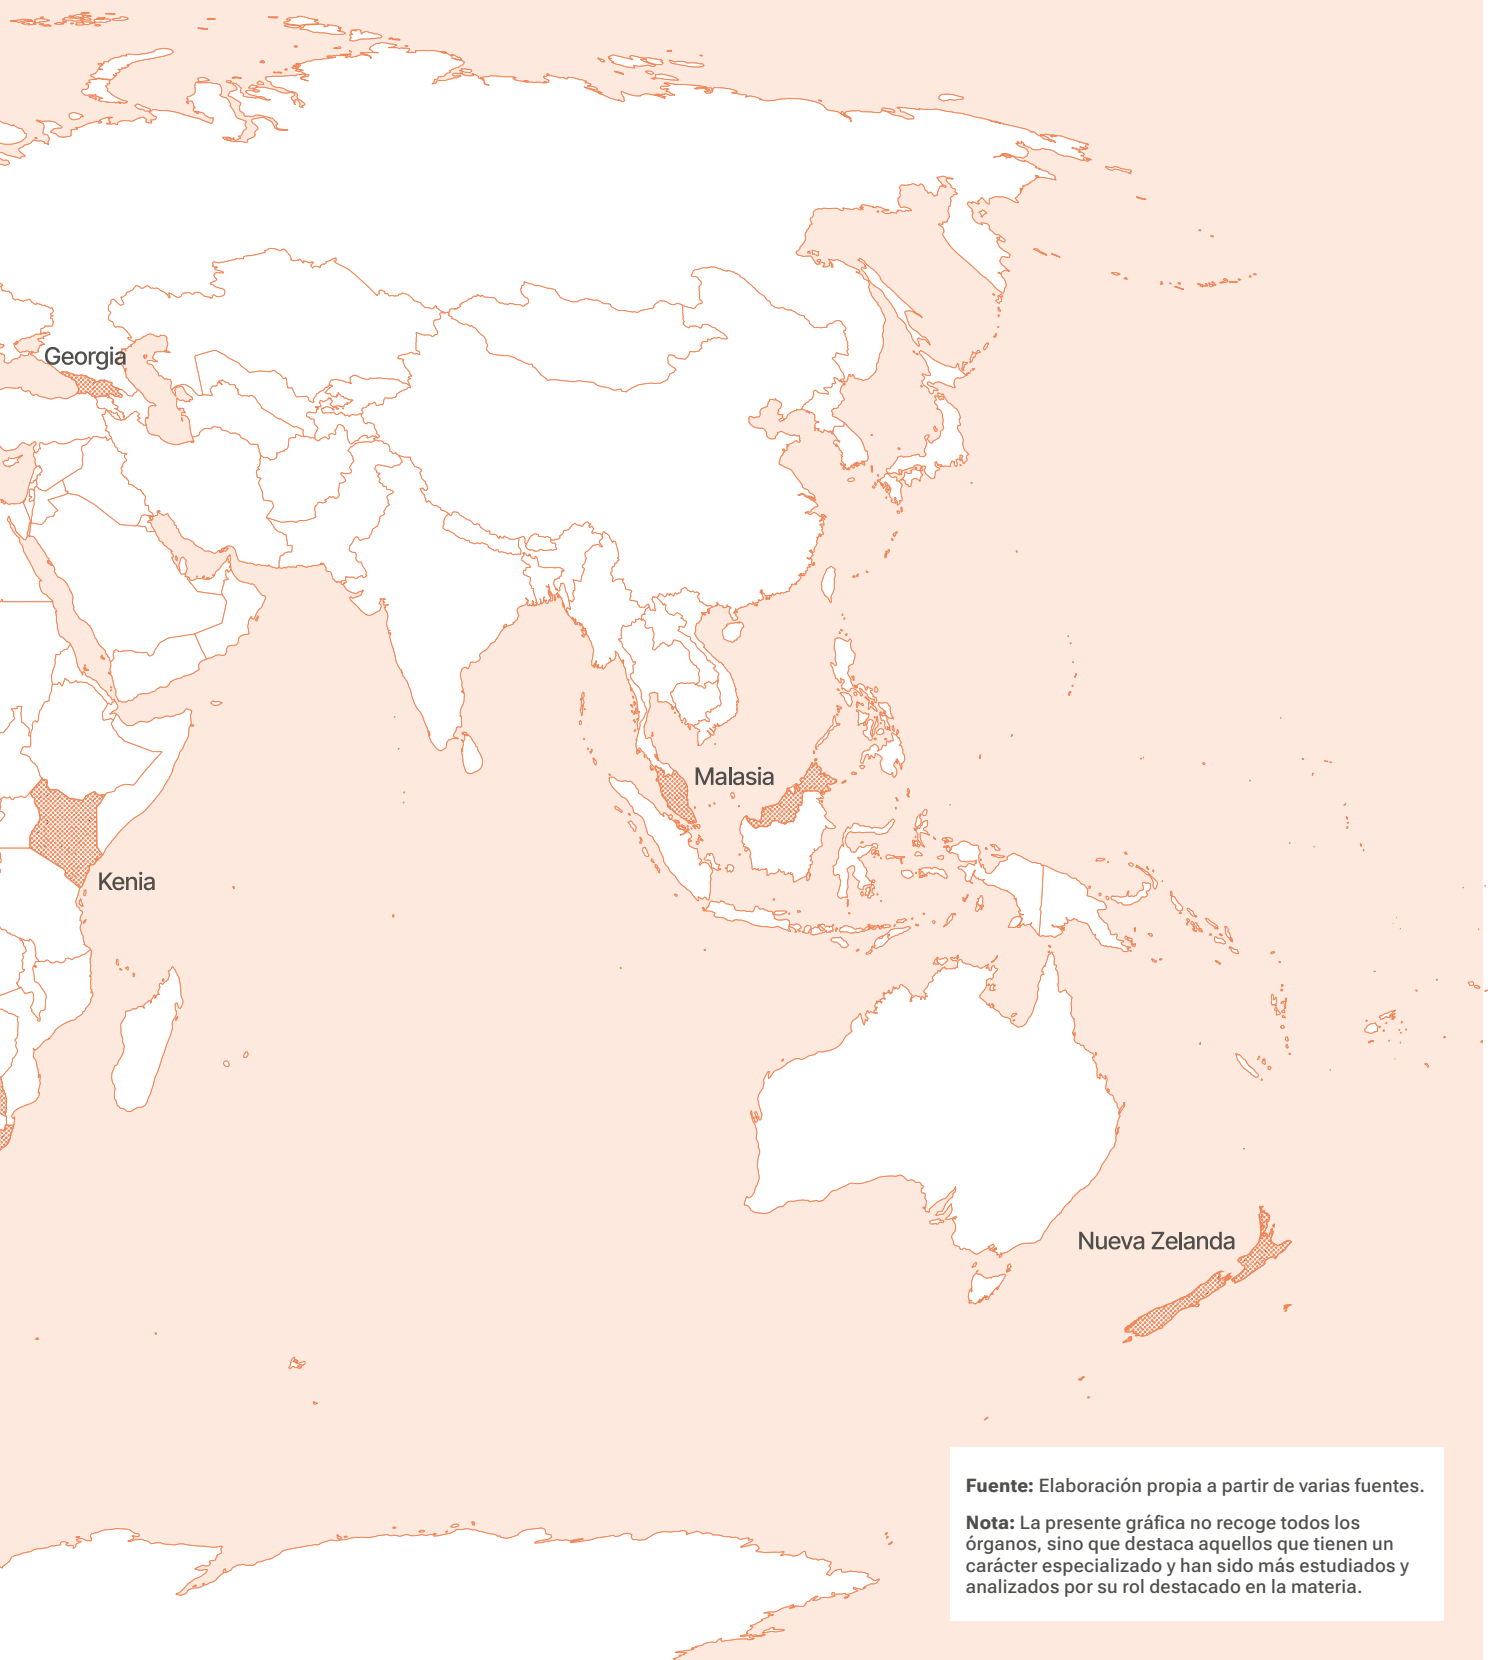 Georgia
Malasia
Kenia
Nueva Zelanda
Fuente: Elaboración propia a partir de varias fuentes.
Nota: La presente gráfica no recoge todos los
órganos, sino que destaca aquellos que tienen un
carácter especializado y han sido más estudiados y
analizados por su rol destacado en la materia.